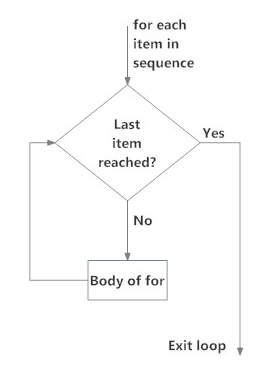 for each
item in
sequence
Last
item
reached?
Yes
No
Body of for
Exit loop